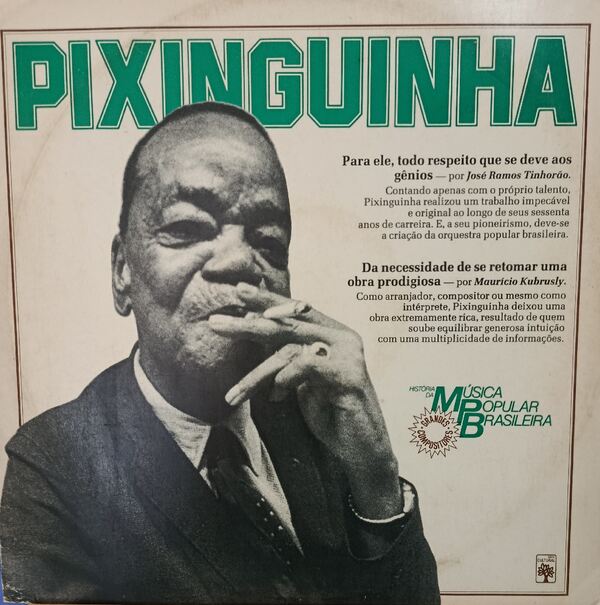 PIXINGUINHA
Para ele, todo respeito que se deve aos
gênios — por José Ramos Tinhorão.
Contando apenas com o próprio talento,
Pixinguinha realizou um trabalho impecável
e original ao longo de seus sessenta
anos de carreira. E, a seu pioneirismo, deve-se
a criação da orquestra popular brasileira.
Da necessidade de se retomar uma
obra prodigiosa — por Maurício Kubrusly.
Como arranjador, compositor ou mesmo como
intérprete, Pixinguinha deixou uma
obra extremamente rica, resultado de quem
soube equilibrar generosa intuição
com uma multiplicidade de informações.
HISTÓRIA
DA
MÚSICA
POPULAR
BRASILEIRA
GRANDES
COMPOSITORES
CULTURAL